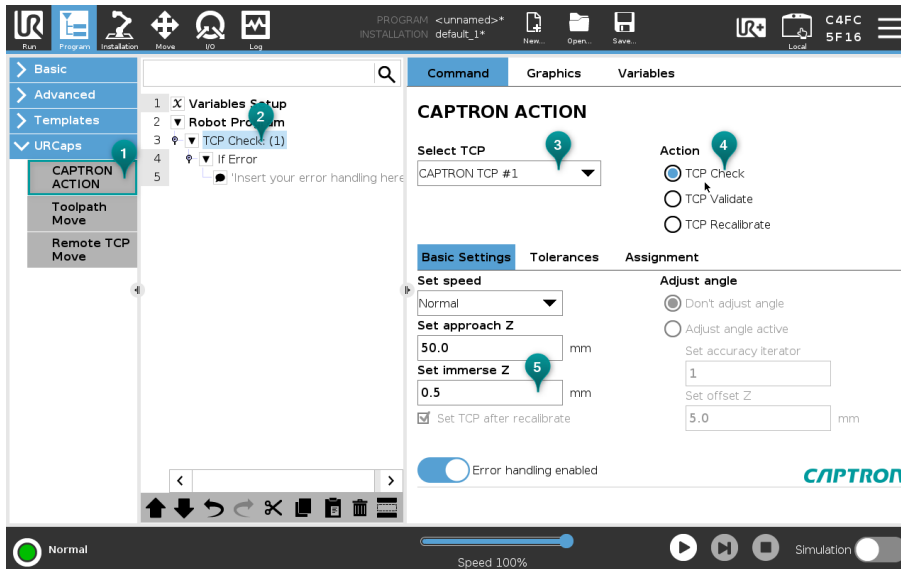 PROGRAM <unnamed>*
INSTALLATION default_1*
C4FC
5F16
Run
Program
Installation
Move
I/O
Log
New...
Open...
Save...
Local
UR+
Basic
Advanced
Templates
URCaps
CAPTRON
ACTION
Toolpath
Move
Remote TCP
Move
1
2
3
4
5
1 X Variables Setup
2 Robot Program
3 TCP Check: (1)
4 If Error
5 'Insert your error handling here
Command Graphics Variables
CAPTRON ACTION
Select TCP
CAPTRON TCP #1
Action
TCP Check
TCP Validate
TCP Recalibrate
Basic Settings Tolerances Assignment
Set speed
Normal
Set approach Z
50.0 mm
Set immerse Z
0.5 mm
Set TCP after recalibrate
Adjust angle
Don't adjust angle
Adjust angle active
Set accuracy iterator
1
Set offset Z
5.0 mm
Error handling enabled
CAPTRON
Normal
Speed 100%
Simulation